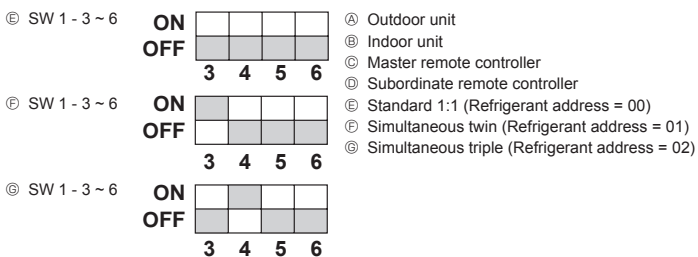 Ⓔ SW 1 - 3 ~ 6
ON
OFF
3 4 5 6
Ⓕ SW 1 - 3 ~ 6
ON
OFF
3 4 5 6
Ⓖ SW 1 - 3 ~ 6
ON
OFF
3 4 5 6
Ⓐ Outdoor unit
Ⓑ Indoor unit
Ⓒ Master remote controller
Ⓓ Subordinate remote controller
Ⓔ Standard 1:1 (Refrigerant address = 00)
Ⓕ Simultaneous twin (Refrigerant address = 01)
Ⓖ Simultaneous triple (Refrigerant address = 02)